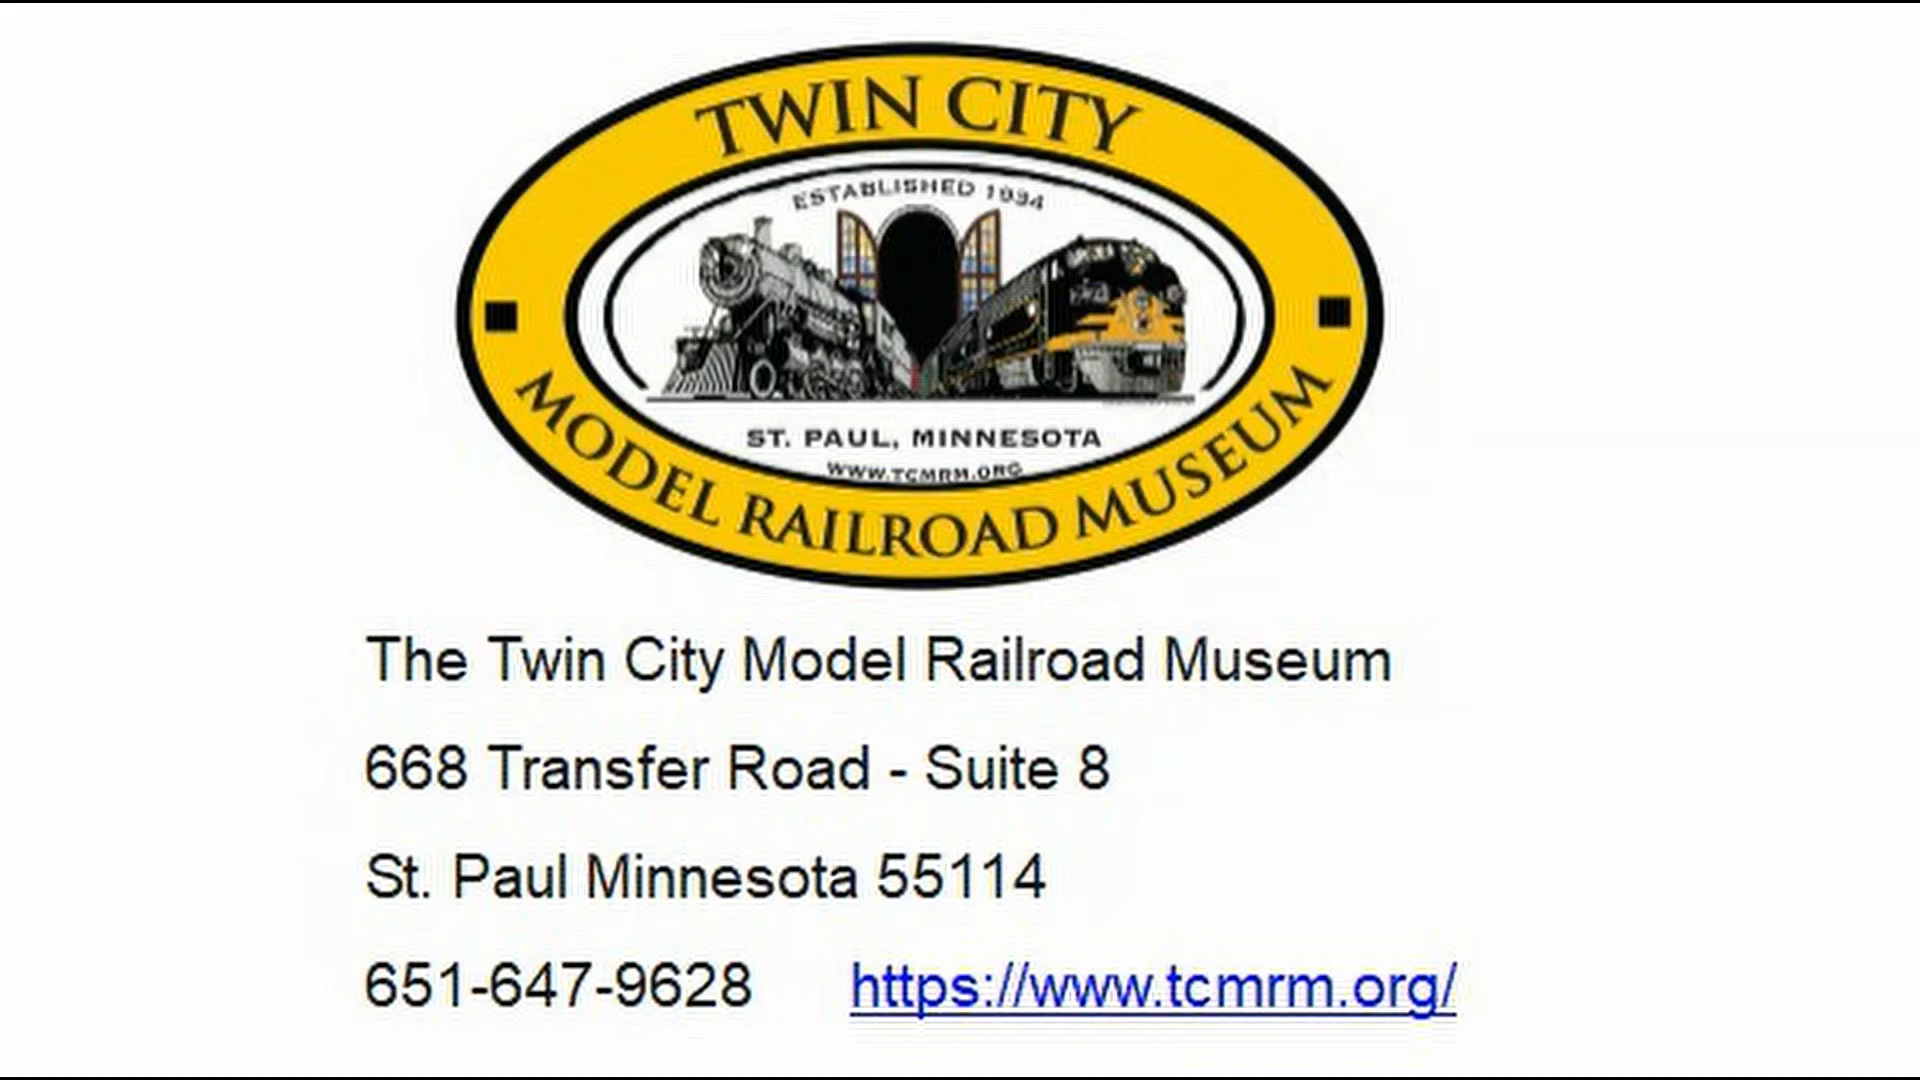 TWIN CITY
ESTABLISHED 1934
ST. PAUL, MINNESOTA
WWW.TCMRM.ORG
MODEL RAILROAD MUSEUM
The Twin City Model Railroad Museum
668 Transfer Road - Suite 8
St. Paul Minnesota 55114
651-647-9628 https://www.tcmrm.org/